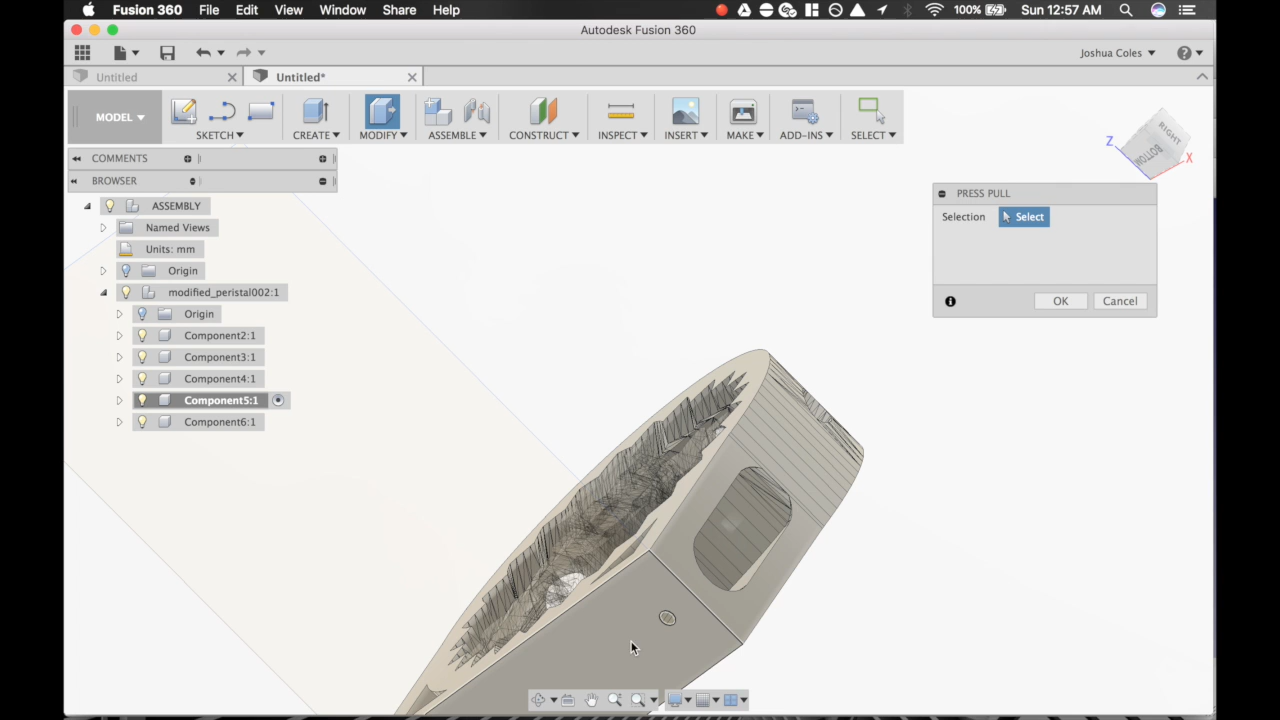 Fusion 360 File Edit View Window Share Help 100% Sun 12:57 AM
Autodesk Fusion 360
Joshua Coles
Untitled Untitled*
MODEL SKETCH CREATE MODIFY ASSEMBLE CONSTRUCT INSPECT INSERT MAKE ADD-INS SELECT
COMMENTS
BROWSER
ASSEMBLY
Named Views
Units: mm
Origin
modified_peristal002:1
Origin
Component2:1
Component3:1
Component4:1
Component5:1
Component6:1
Z
RIGHT
BOTTOM
X
PRESS PULL
Selection Select
OK Cancel